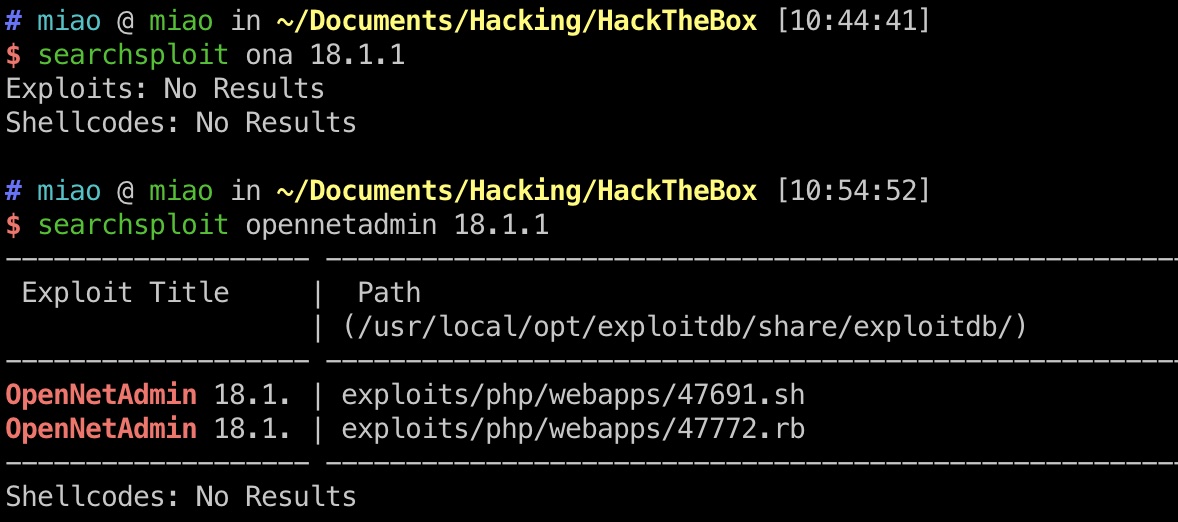 # miao @ miao in ~/Documents/Hacking/HackTheBox [10:44:41]
$ searchsploit ona 18.1.1
Exploits: No Results
Shellcodes: No Results
# miao @ miao in ~/Documents/Hacking/HackTheBox [10:54:52]
$ searchsploit opennetadmin 18.1.1
Exploit Title | Path
| (/usr/local/opt/exploitdb/share/exploitdb/)
OpenNetAdmin 18.1. | exploits/php/webapps/47691.sh
OpenNetAdmin 18.1. | exploits/php/webapps/47772.rb
Shellcodes: No Results